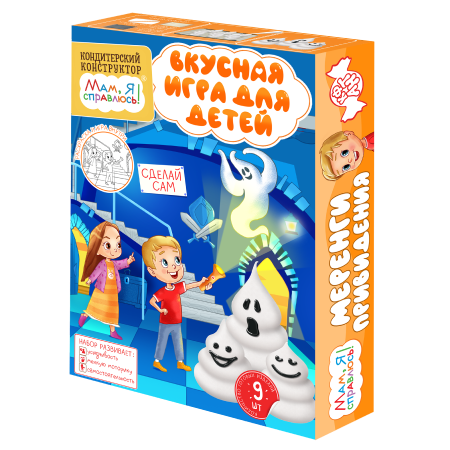 КОНДИТЕРСКИЙ
КОНСТРУКТОР
Мам, Я
справлюсь!
ВКУСНАЯ
ИГРА ДЛЯ
ДЕТЕЙ
СДЕЛАЙ
САМ
НАБОР РАЗВИВАЕТ:
усидчивость
мелкую моторику
самостоятельность
9
ШТ
МЕРЕНГИ
ПРИВИДЕНИЯ
Мам, Я
справлюсь!